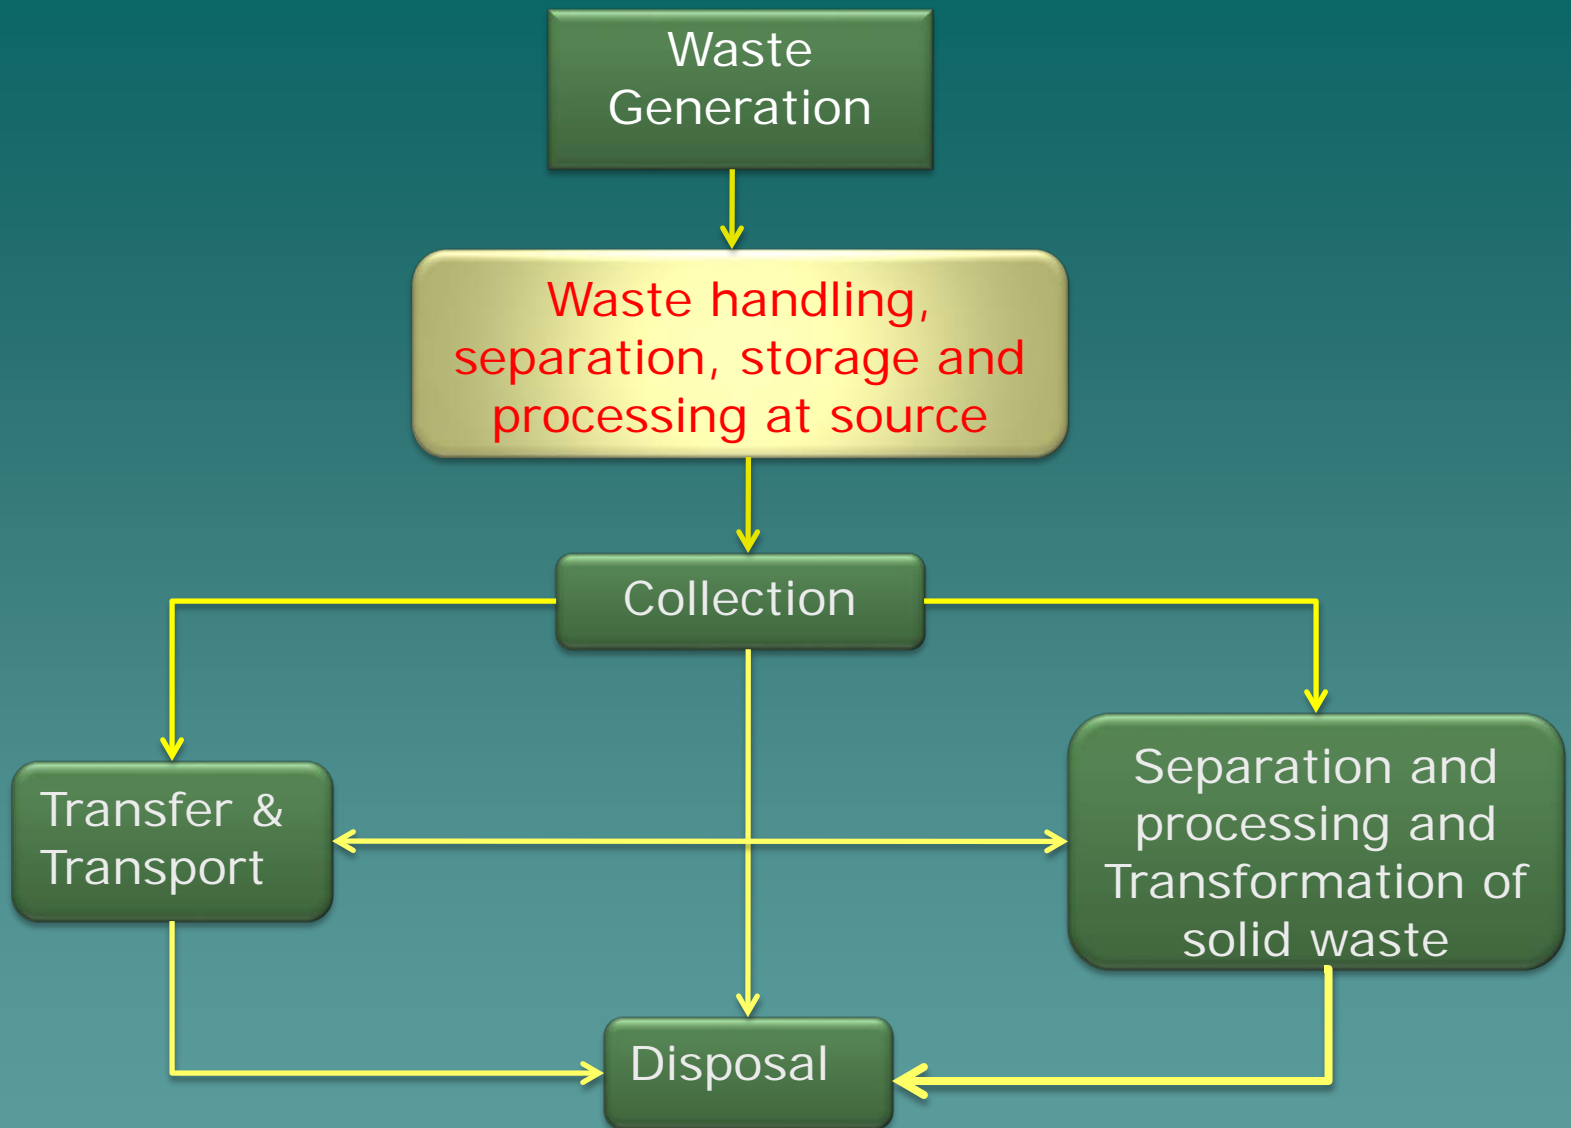 Waste
Generation
Waste handling,
separation, storage and
processing at source
Collection
Transfer &
Transport
Separation and
processing and
Transformation of
solid waste
Disposal